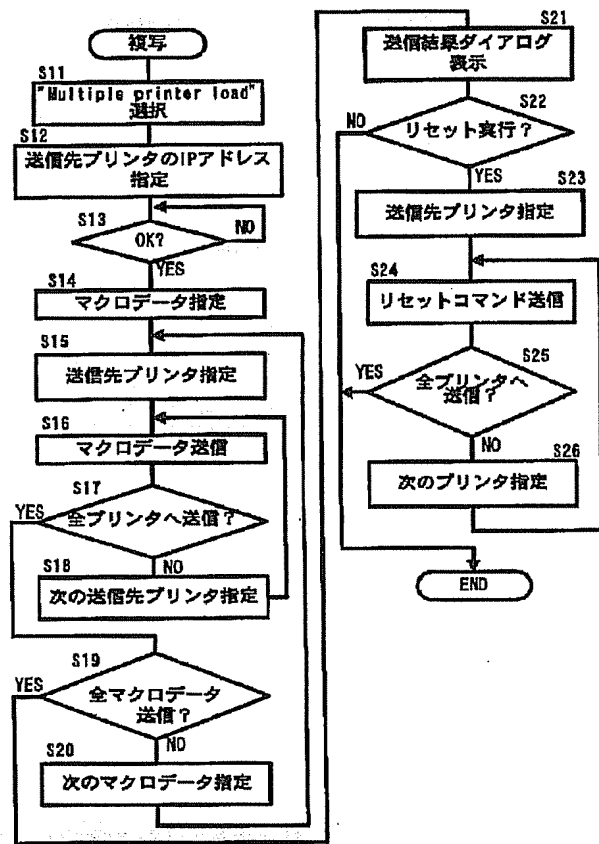 複写
S11
"Multiple printer load"
選択
S12
送信先プリンタのIPアドレス
指定
S13
OK?
NO
YES
S14
マクロデータ指定
S15
送信先プリンタ指定
S16
マクロデータ送信
S17
YES
全プリンタへ送信?
NO
S18
次の送信先プリンタ指定
S19
YES
全マクロデータ
送信?
NO
S20
次のマクロデータ指定
S21
送信結果ダイアログ
表示
S22
NO
リセット実行?
YES
S23
送信先プリンタ指定
S24
リセットコマンド送信
S25
YES
全プリンタへ
送信?
NO
S26
次のプリンタ指定
END